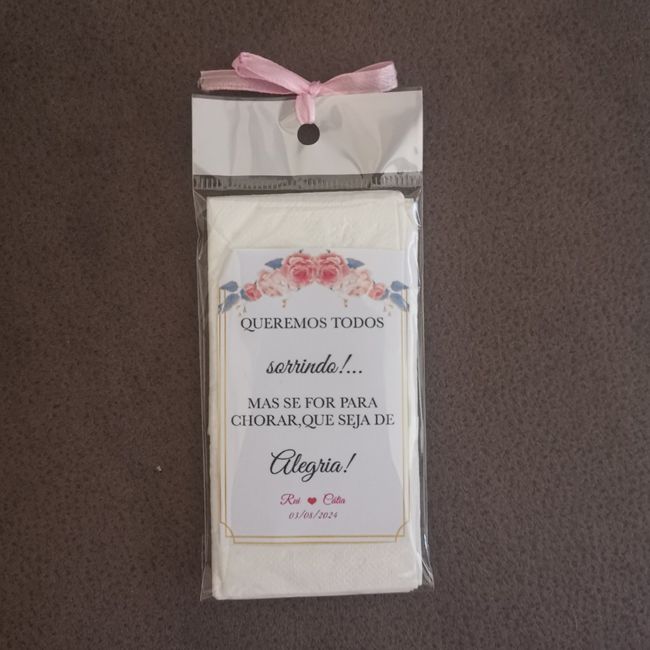 QUEREMOS TODOS
sorrindo!...
MAS SE FOR PARA
CHORAR,QUE SEJA DE
Alegria!
Rui ❤ Cátia
03/08/2024